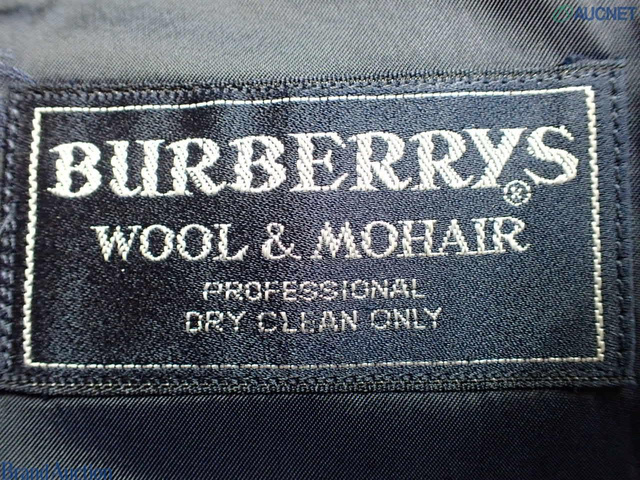 AUCNET
BURBERRYS®
WOOL & MOHAIR
PROFESSIONAL
DRY CLEAN ONLY
Brand Auction